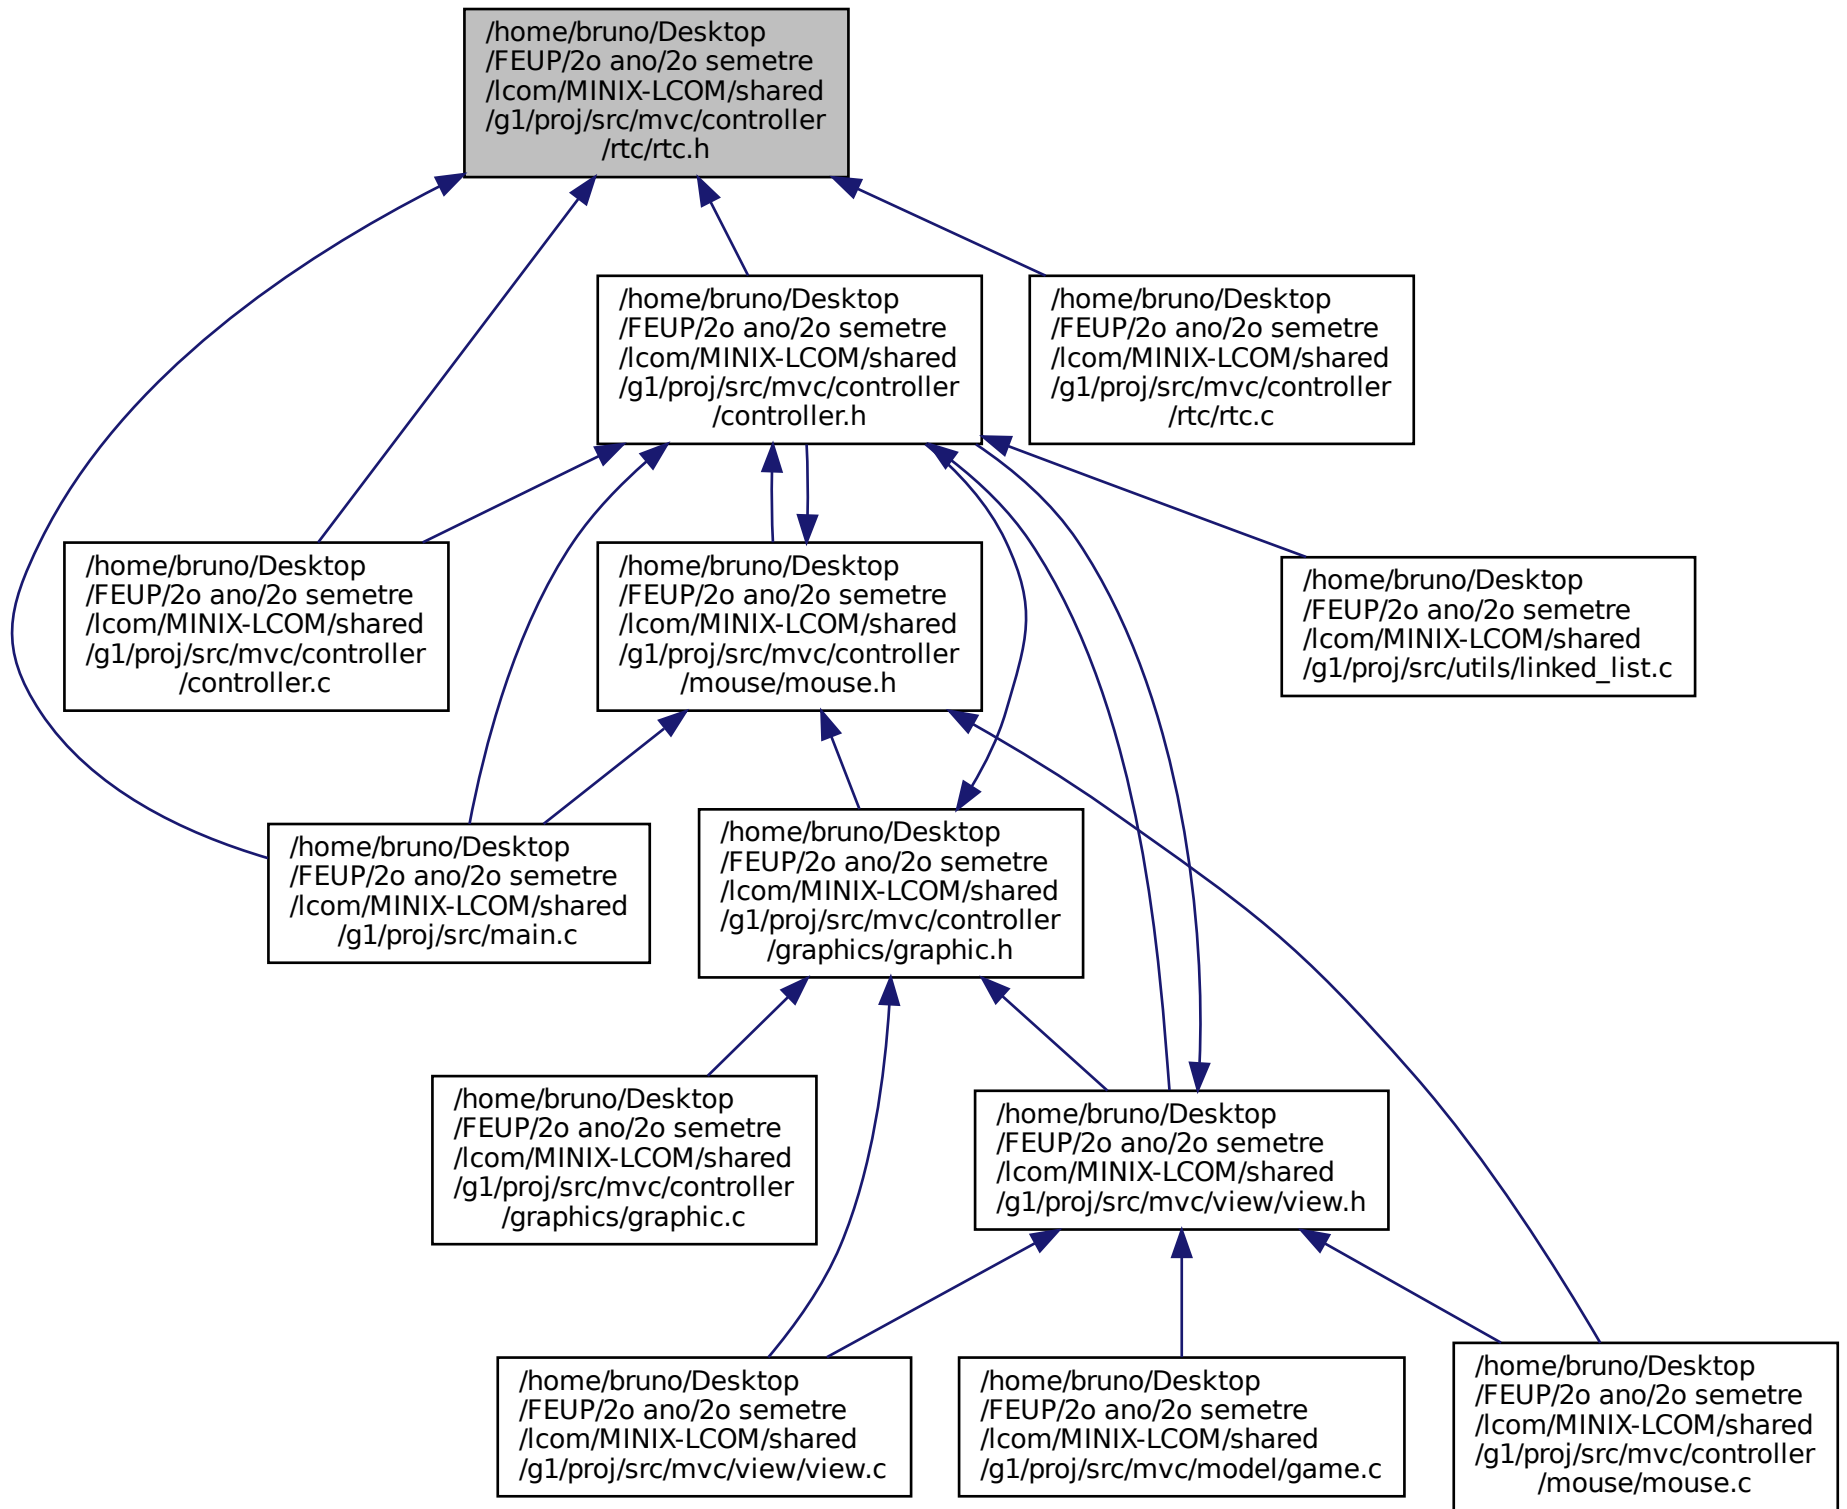 /home/bruno/Desktop
/FEUP/2o ano/2o semetre
/lcom/MINIX-LCOM/shared
/g1/proj/src/mvc/controller
/rtc/rtc.h
/home/bruno/Desktop
/FEUP/2o ano/2o semetre
/lcom/MINIX-LCOM/shared
/g1/proj/src/mvc/controller
/controller.h
/home/bruno/Desktop
/FEUP/2o ano/2o semetre
/lcom/MINIX-LCOM/shared
/g1/proj/src/mvc/controller
/rtc/rtc.c
/home/bruno/Desktop
/FEUP/2o ano/2o semetre
/lcom/MINIX-LCOM/shared
/g1/proj/src/mvc/controller
/controller.c
/home/bruno/Desktop
/FEUP/2o ano/2o semetre
/lcom/MINIX-LCOM/shared
/g1/proj/src/mvc/controller
/mouse/mouse.h
/home/bruno/Desktop
/FEUP/2o ano/2o semetre
/lcom/MINIX-LCOM/shared
/g1/proj/src/utils/linked_list.c
/home/bruno/Desktop
/FEUP/2o ano/2o semetre
/lcom/MINIX-LCOM/shared
/g1/proj/src/main.c
/home/bruno/Desktop
/FEUP/2o ano/2o semetre
/lcom/MINIX-LCOM/shared
/g1/proj/src/mvc/controller
/graphics/graphic.h
/home/bruno/Desktop
/FEUP/2o ano/2o semetre
/lcom/MINIX-LCOM/shared
/g1/proj/src/mvc/controller
/graphics/graphic.c
/home/bruno/Desktop
/FEUP/2o ano/2o semetre
/lcom/MINIX-LCOM/shared
/g1/proj/src/mvc/view/view.h
/home/bruno/Desktop
/FEUP/2o ano/2o semetre
/lcom/MINIX-LCOM/shared
/g1/proj/src/mvc/view/view.c
/home/bruno/Desktop
/FEUP/2o ano/2o semetre
/lcom/MINIX-LCOM/shared
/g1/proj/src/mvc/model/game.c
/home/bruno/Desktop
/FEUP/2o ano/2o semetre
/lcom/MINIX-LCOM/shared
/g1/proj/src/mvc/controller
/mouse/mouse.c